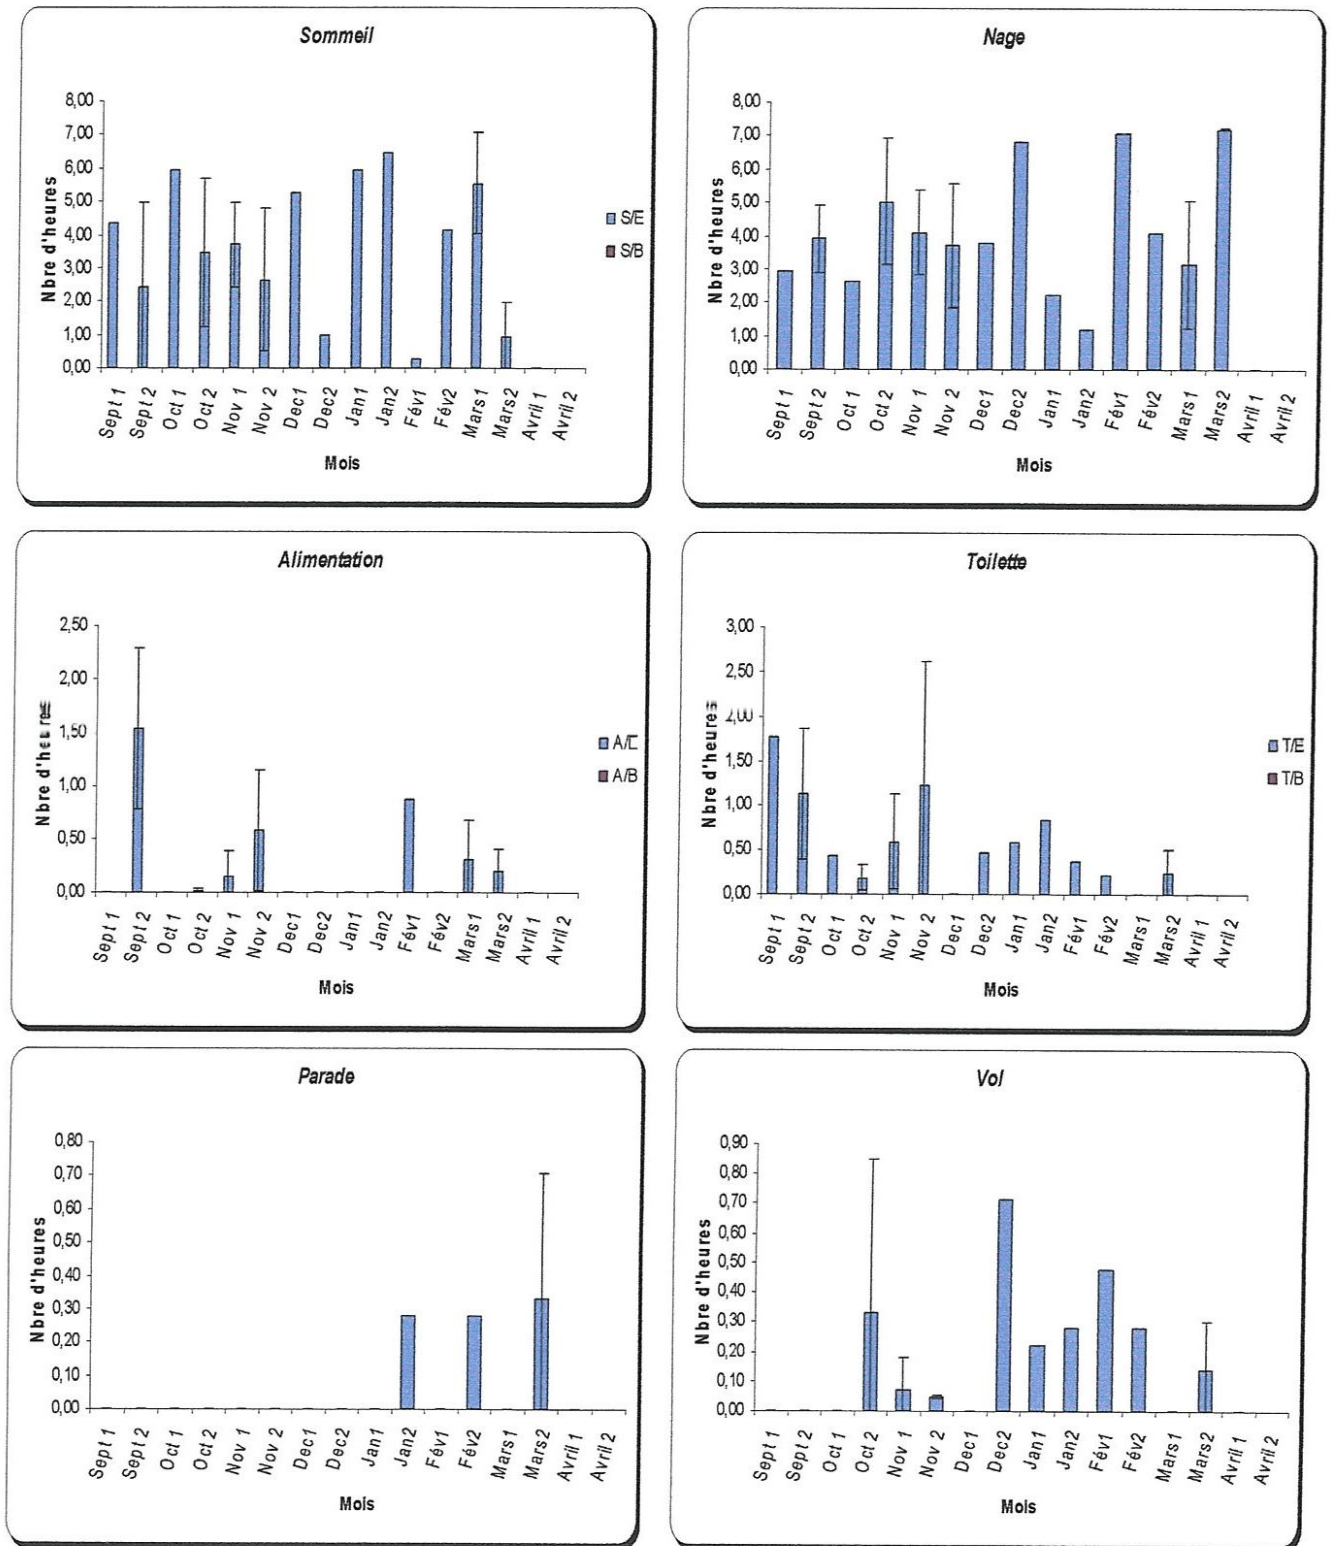 Sommeil
Nbre d'heures
8,00
7,00
6,00
5,00
4,00
3,00
2,00
1,00
0,00
Sept 1
Sept 2
Oct 1
Oct 2
Nov 1
Nov 2
Dec1
Dec2
Jan1
Jan2
Fév1
Fév2
Mars1
Mars2
Avril 1
Avril 2
Mois
S/E
S/B
Nage
Nbre d'heures
8,00
7,00
6,00
5,00
4,00
3,00
2,00
1,00
0,00
Sept 1
Sept 2
Oct 1
Oct 2
Nov 1
Nov 2
Dec1
Dec2
Jan1
Jan2
Fév1
Fév2
Mars1
Mars2
Avril 1
Avril 2
Mois
Alimentation
Nbre d'heures
2,50
2,00
1,50
1,00
0,50
0,00
Sept 1
Sept 2
Oct 1
Oct 2
Nov 1
Nov 2
Dec1
Dec2
Jan1
Jan2
Fév1
Fév2
Mars1
Mars2
Avril 1
Avril 2
Mois
A/E
A/B
Toilette
Nbre d'heures
3,00
2,50
2,00
1,50
1,00
0,50
0,00
Sept 1
Sept 2
Oct 1
Oct 2
Nov 1
Nov 2
Dec1
Dec2
Jan1
Jan2
Fév1
Fév2
Mars1
Mars2
Avril 1
Avril 2
Mois
T/E
T/B
Parade
Nbre d'heures
0,80
0,70
0,60
0,50
0,40
0,30
0,20
0,10
0,00
Sept 1
Sept 2
Oct 1
Oct 2
Nov 1
Nov 2
Dec1
Dec2
Jan1
Jan2
Fév1
Fév2
Mars1
Mars2
Avril 1
Avril 2
Mois
Vol
Nbre d'heures
0,90
0,80
0,70
0,60
0,50
0,40
0,30
0,20
0,10
0,00
Sept 1
Sept 2
Oct 1
Oct 2
Nov 1
Nov 2
Dec1
Dec2
Jan1
Jan2
Fév1
Fév2
Mars1
Mars2
Avril 1
Avril 2
Mois